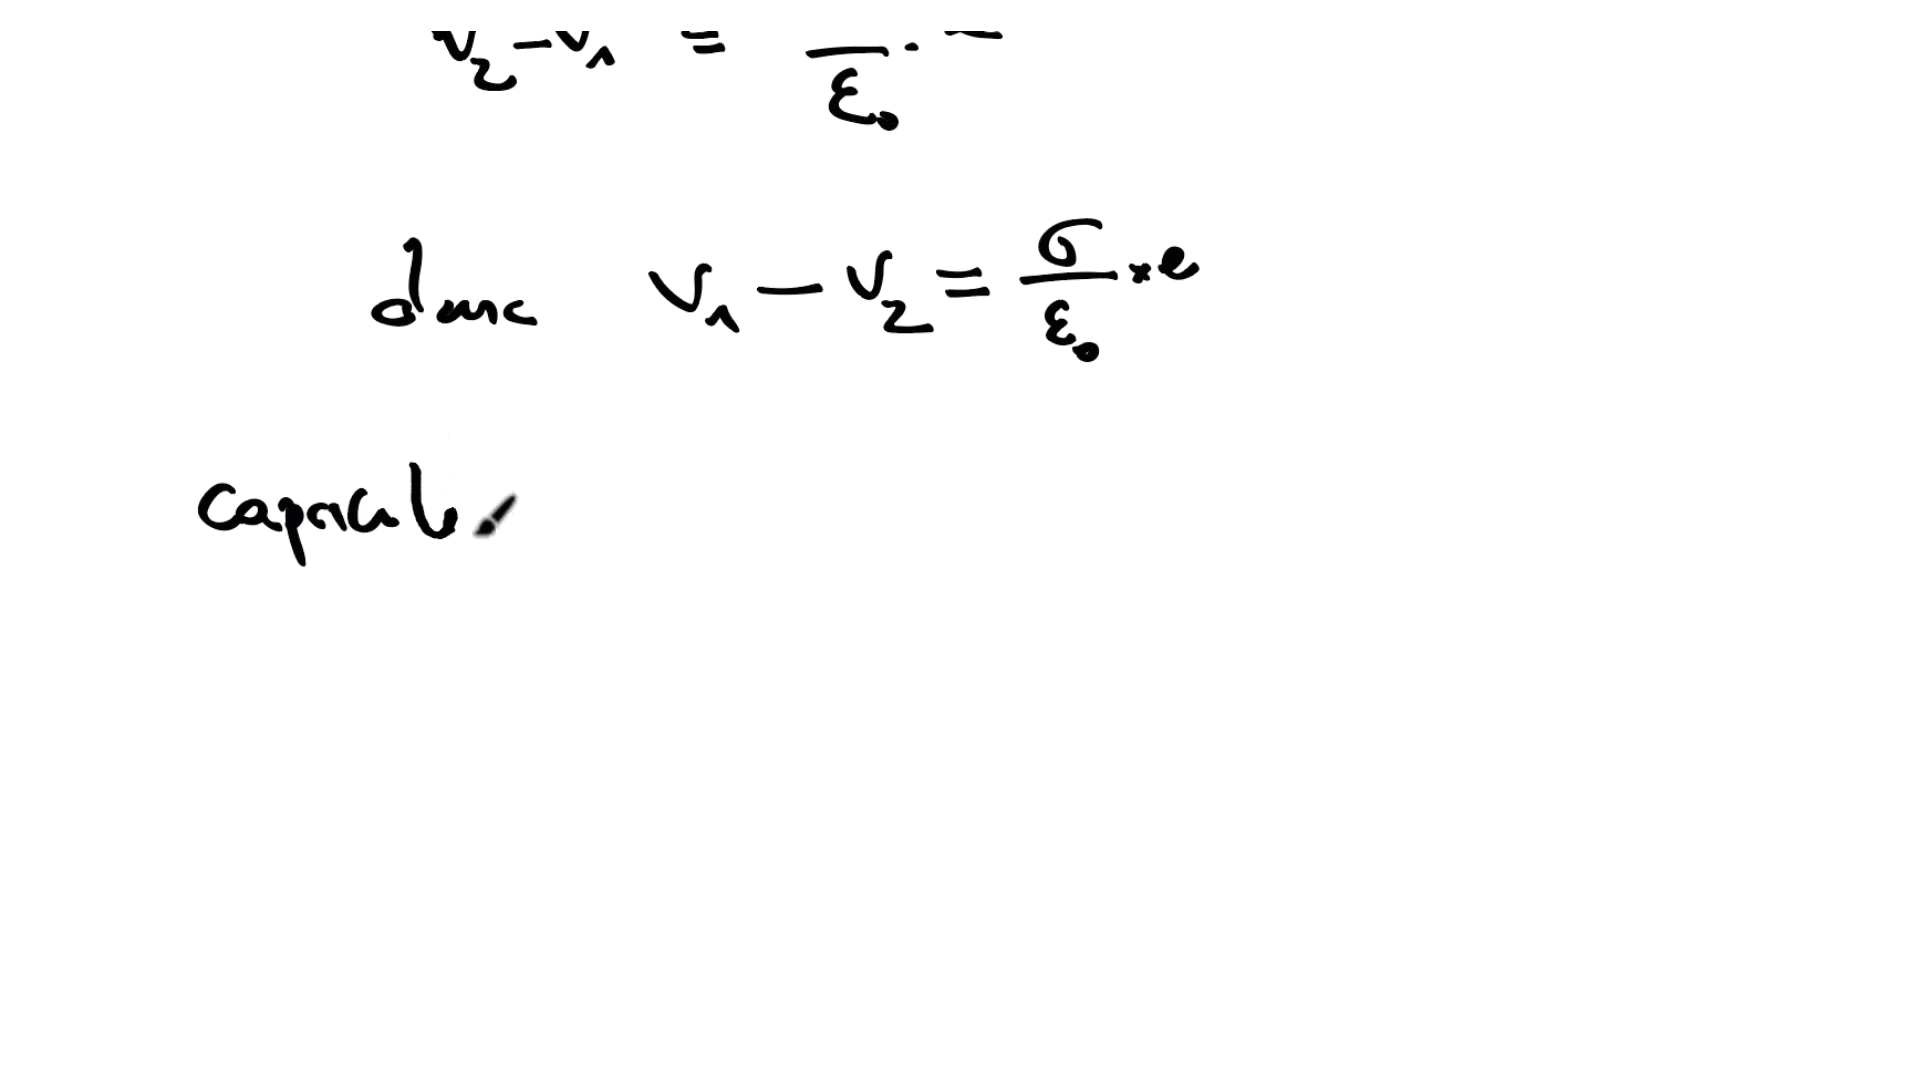 V₂ - V₁ = /ε₀ · -
donc V₁ - V₂ = σ/ε₀ × e
capacit